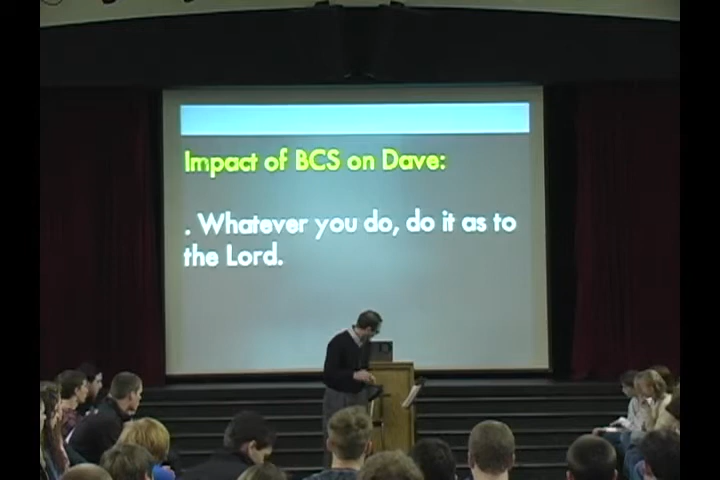 Impact of BCS on Dave:
. Whatever you do, do it as to
the Lord.